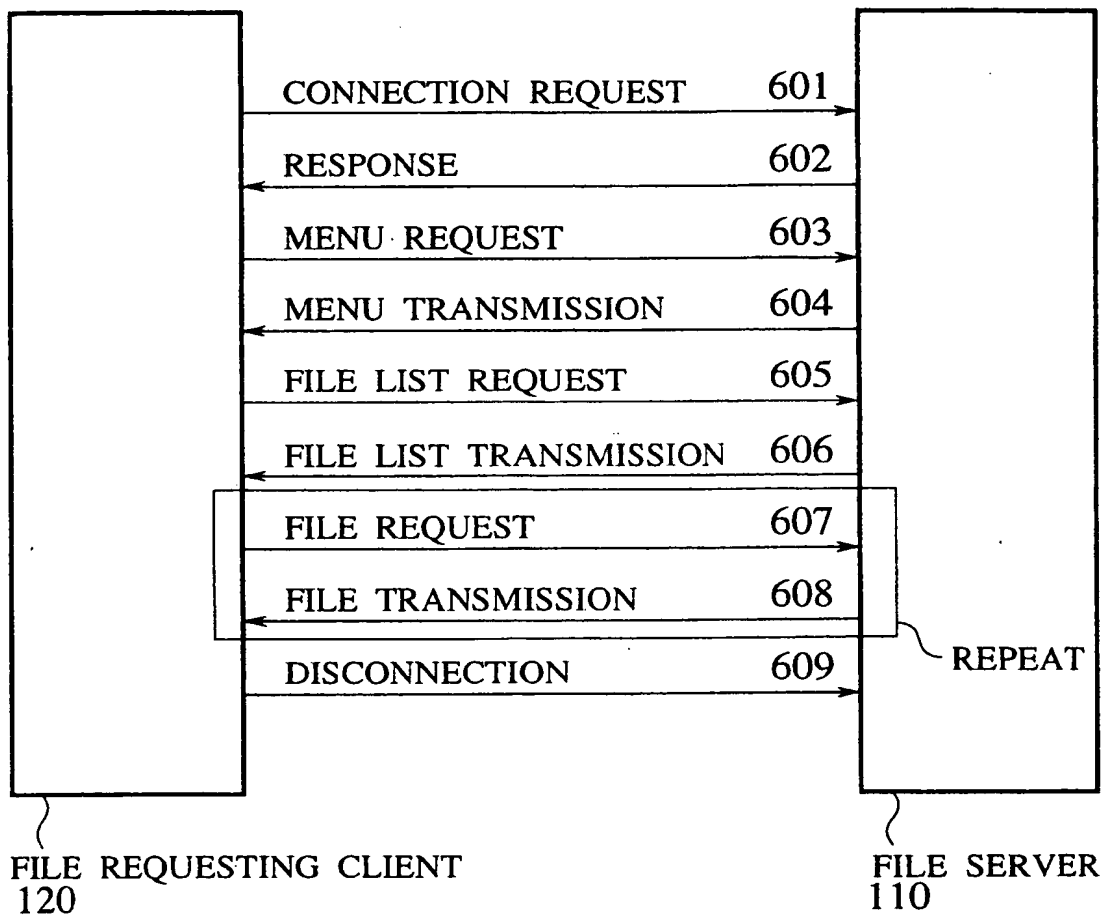 CONNECTION REQUEST 601
RESPONSE 602
MENU REQUEST 603
MENU TRANSMISSION 604
FILE LIST REQUEST 605
FILE LIST TRANSMISSION 606
FILE REQUEST 607
FILE TRANSMISSION 608
REPEAT
DISCONNECTION 609
FILE REQUESTING CLIENT
120
FILE SERVER
110